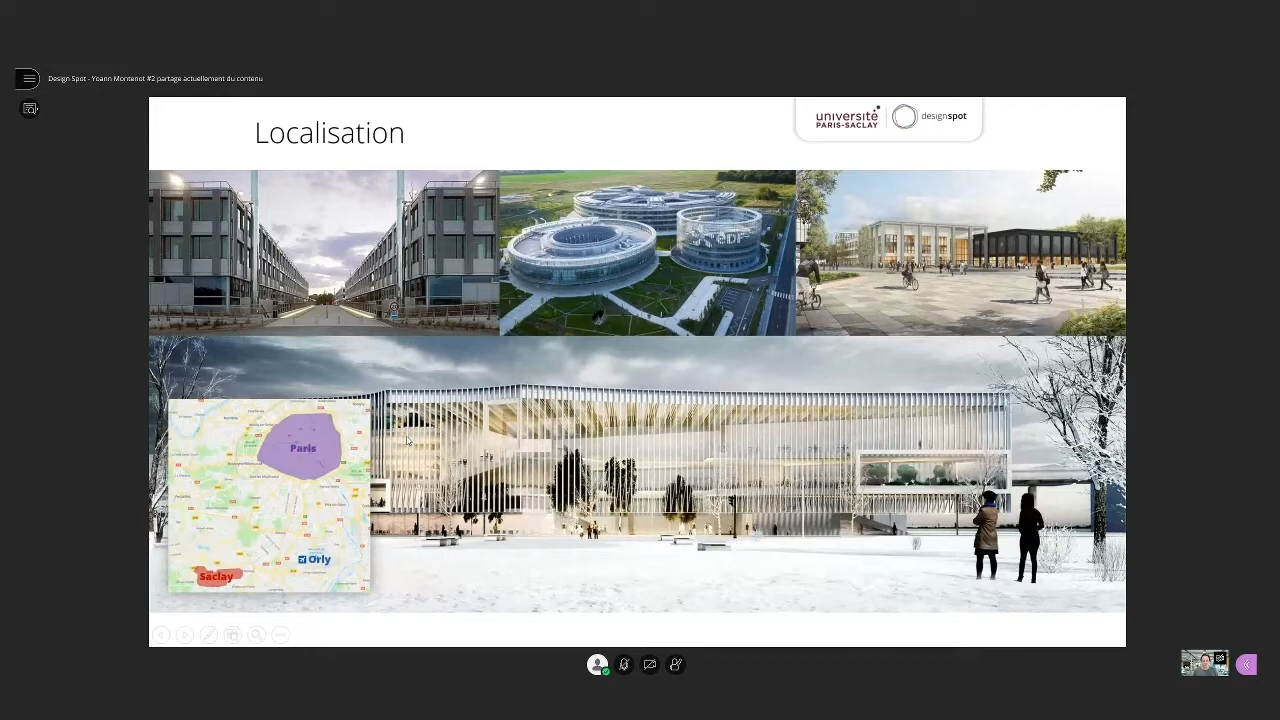 Design Spot - Yoann Montenot #2 partage actuellement du contenu
Localisation
université
PARIS-SACLAY
designspot
EDF
Paris
Orly
Saclay